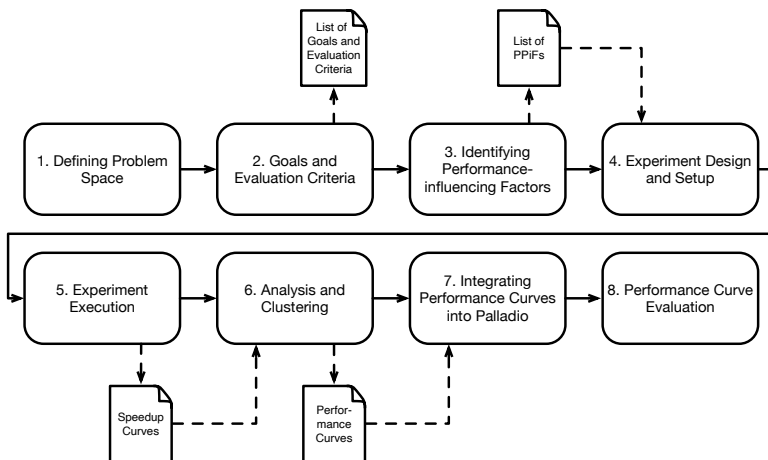 List of
Goals and
Evaluation
Criteria
List of
PPiFs
1. Defining Problem
Space
2. Goals and
Evaluation Criteria
3. Identifying
Performance-
influencing Factors
4. Experiment Design
and Setup
5. Experiment
Execution
6. Analysis and
Clustering
7. Integrating
Performance Curves
into Palladio
8. Performance Curve
Evaluation
Speedup
Curves
Perfor-
mance
Curves